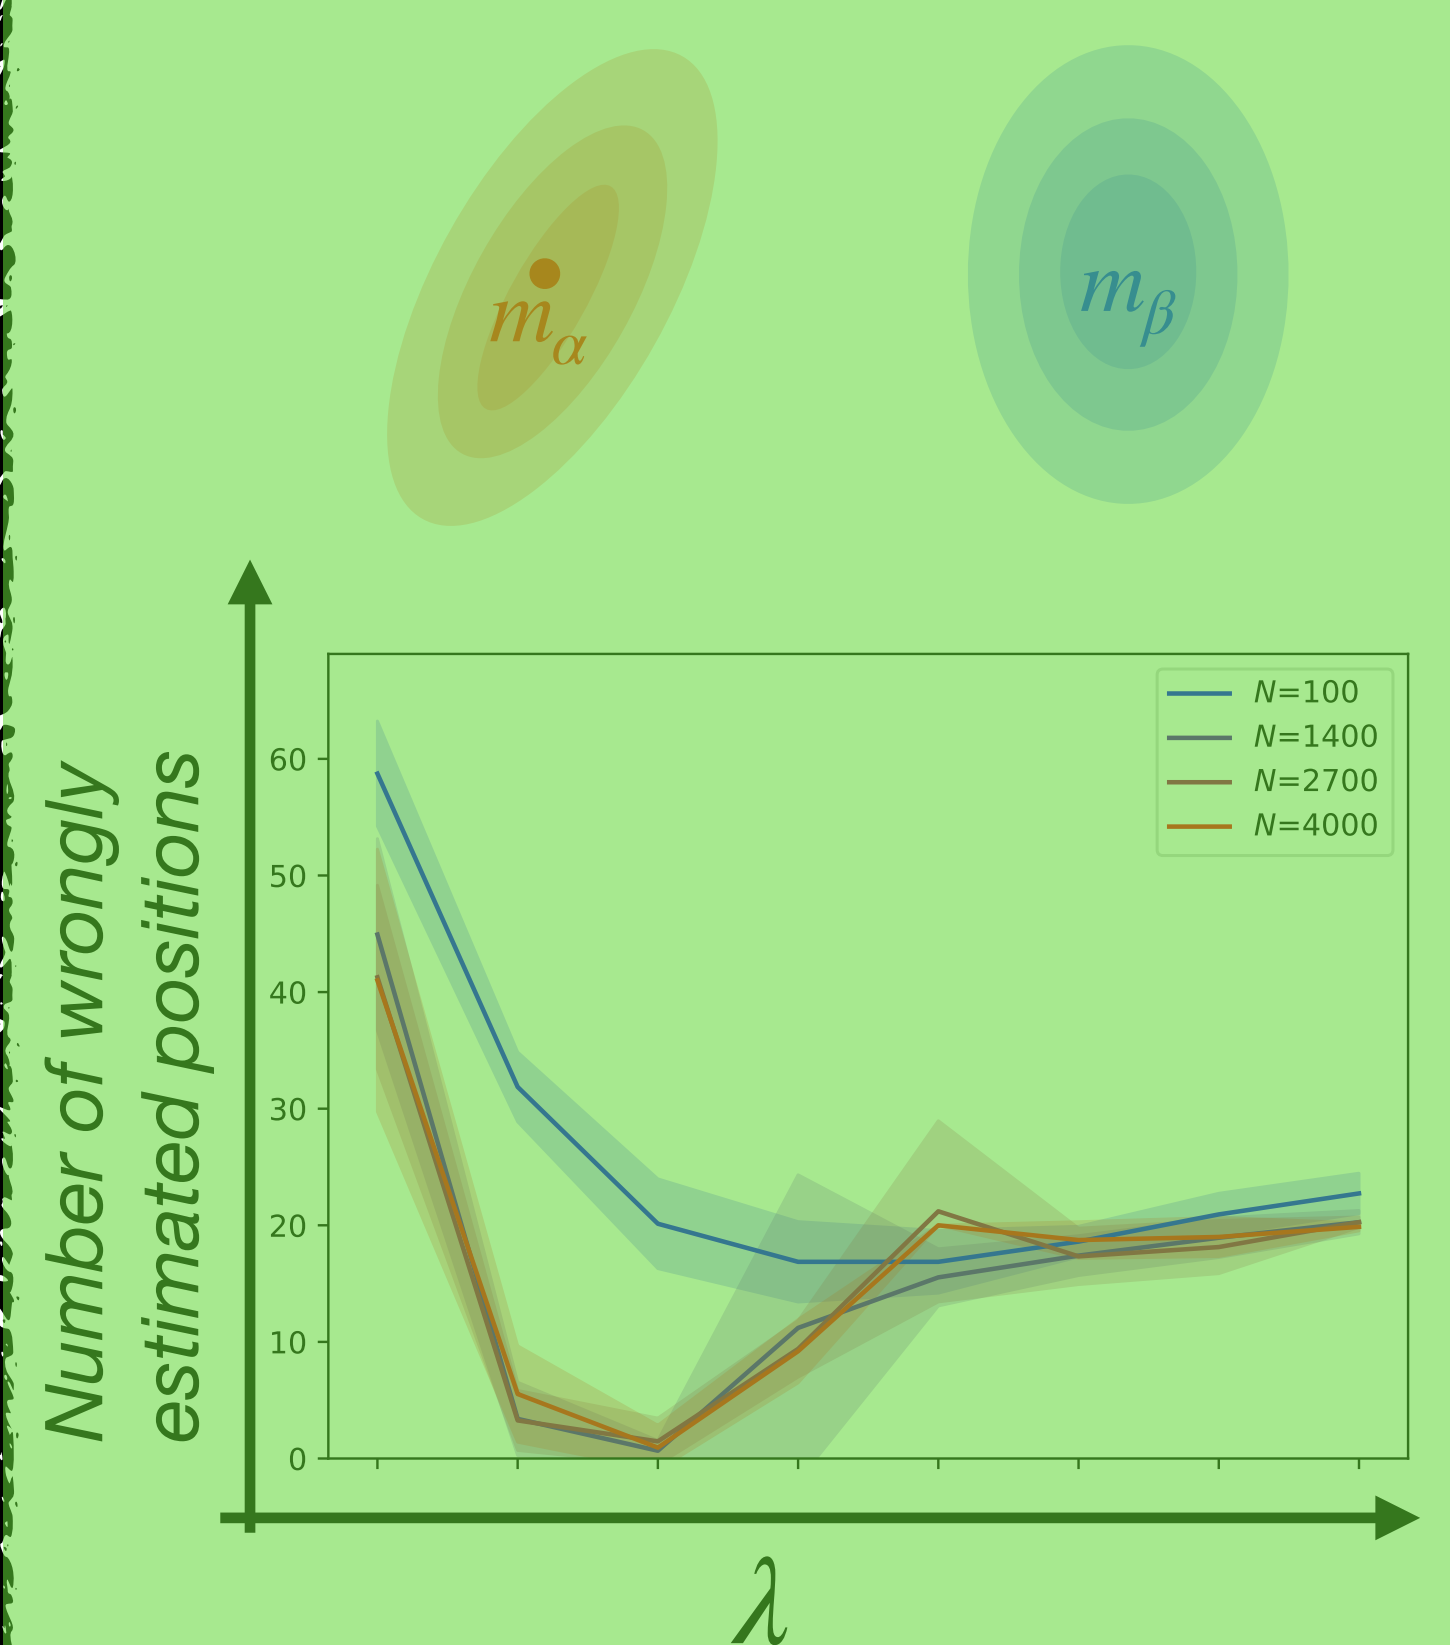 m_α
m_β
Number of wrongly
estimated positions
60
50
40
30
20
10
0
N=100
N=1400
N=2700
N=4000
λ